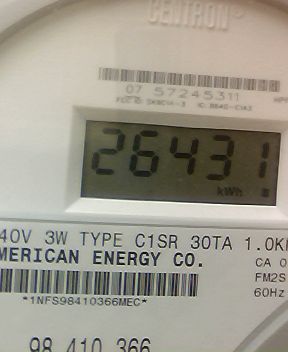 CENTRON®
07 57245311
26431
kWh
40V 3W TYPE C1SR 30TA 1.0K
MERICAN ENERGY CO.
CA 0
FM2S
60Hz
*1NFS98410366MEC*
98 410 366